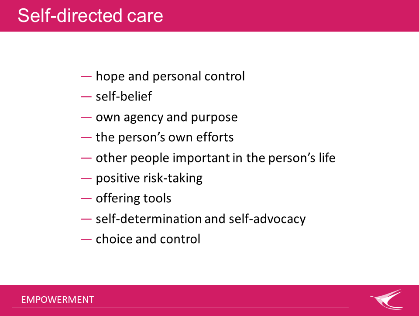 Self-directed care
— hope and personal control
— self-belief
— own agency and purpose
— the person's own efforts
— other people important in the person's life
— positive risk-taking
— offering tools
— self-determination and self-advocacy
— choice and control
EMPOWERMENT